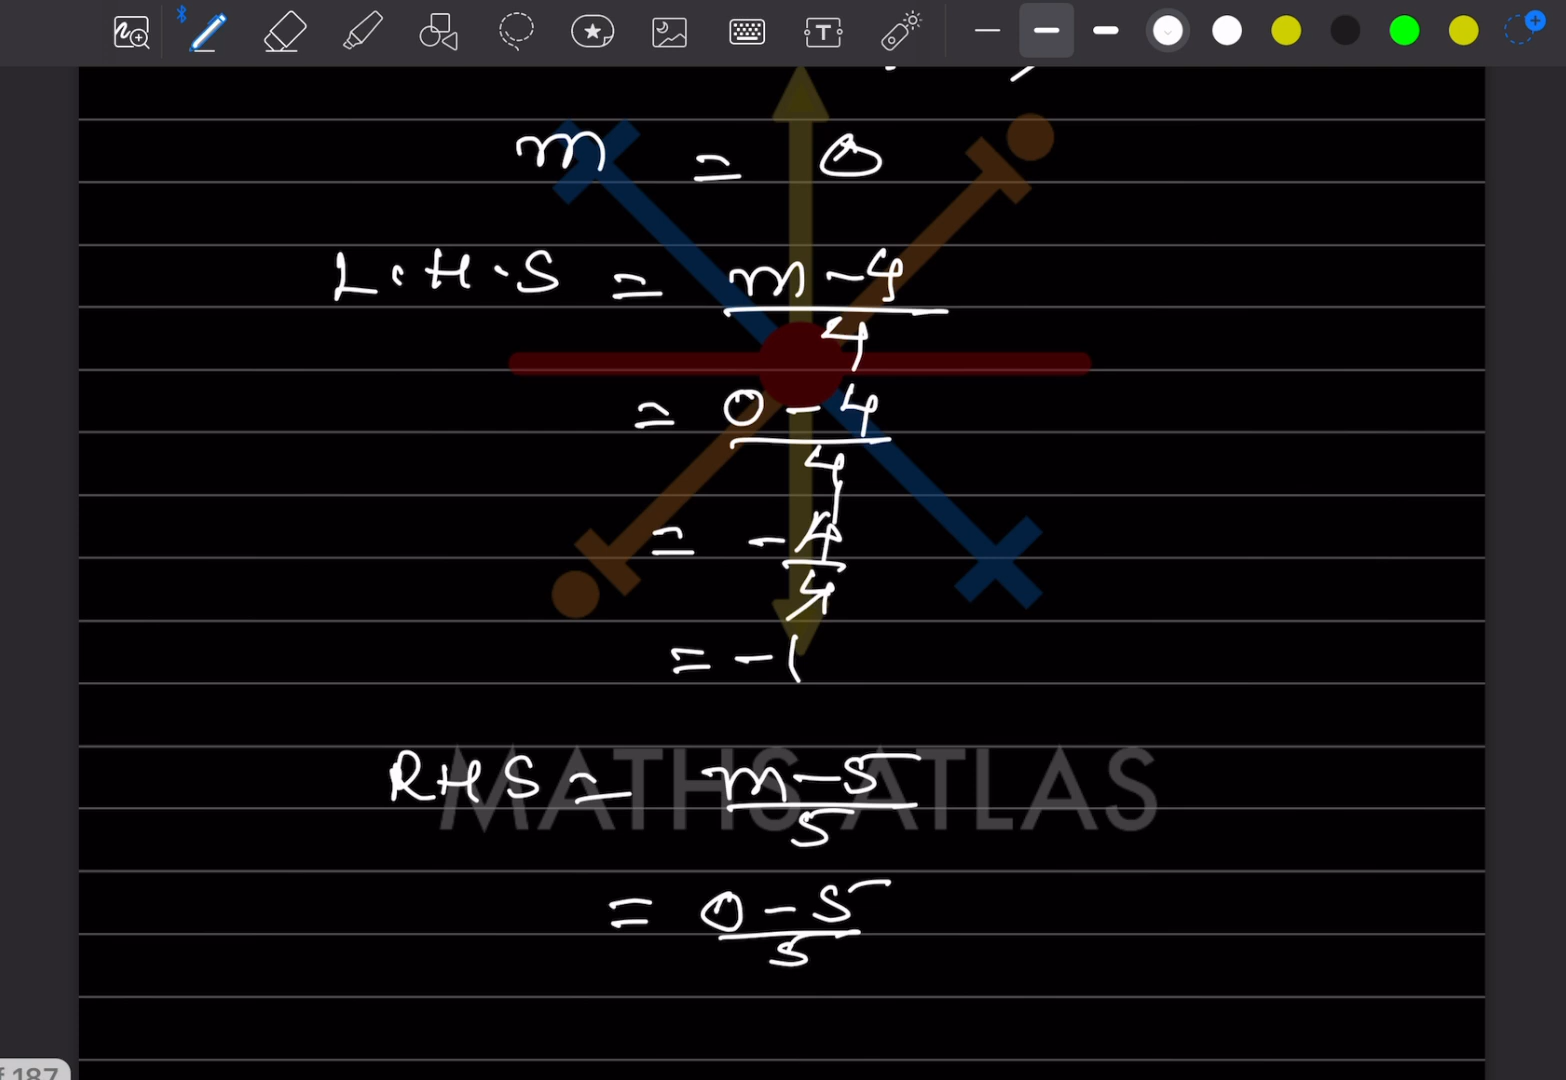 m = 0
L.H.S = m-4
4
= 0-4
4
= -4
4
= -1
MATHS ATLAS
RHS = m-5
5
= 0-5
5
f 187